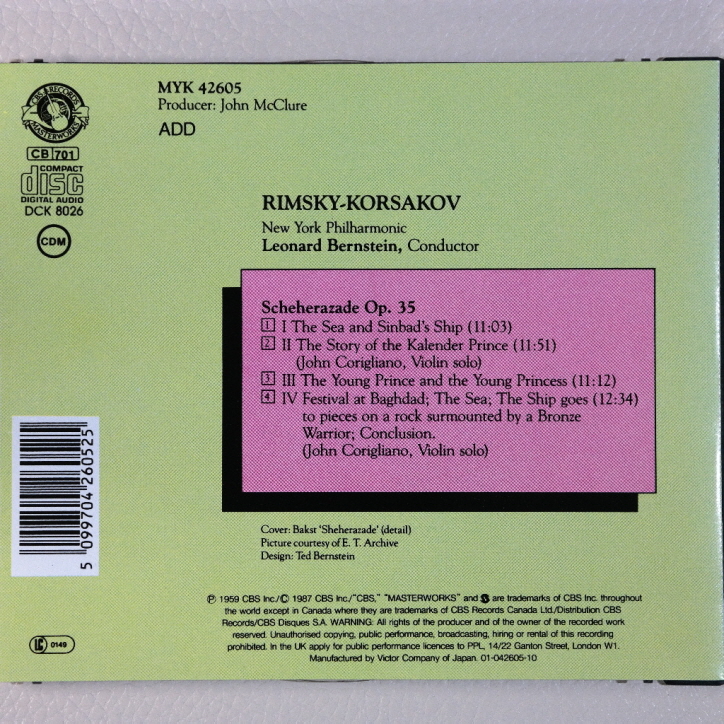 CBS RECORDS
MASTERWORKS
CB 701
COMPACT
disc
DIGITAL AUDIO
DCK 8026
CDM
MYK 42605
Producer: John McClure
ADD
RIMSKY-KORSAKOV
New York Philharmonic
Leonard Bernstein, Conductor
Scheherazade Op. 35
1 I The Sea and Sinbad's Ship (11:03)
2 II The Story of the Kalender Prince (11:51)
(John Corigliano, Violin solo)
3 III The Young Prince and the Young Princess (11:12)
4 IV Festival at Baghdad; The Sea; The Ship goes (12:34)
to pieces on a rock surmounted by a Bronze
Warrior; Conclusion.
(John Corigliano, Violin solo)
5 099704 260525
Cover: Bakst 'Sheherazade' (detail)
Picture courtesy of E. T. Archive
Design: Ted Bernstein
℗ 1959 CBS Inc./© 1987 CBS Inc./"CBS," "MASTERWORKS" and are trademarks of CBS Inc. throughout
the world except in Canada where they are trademarks of CBS Records Canada Ltd./Distribution CBS
Records/CBS Disques S.A. WARNING: All rights of the producer and of the owner of the recorded work
reserved. Unauthorised copying, public performance, broadcasting, hiring or rental of this recording
prohibited. In the UK apply for public performance licences to PPL, 14/22 Ganton Street, London W1.
Manufactured by Victor Company of Japan. 01-042605-10
LC 0149